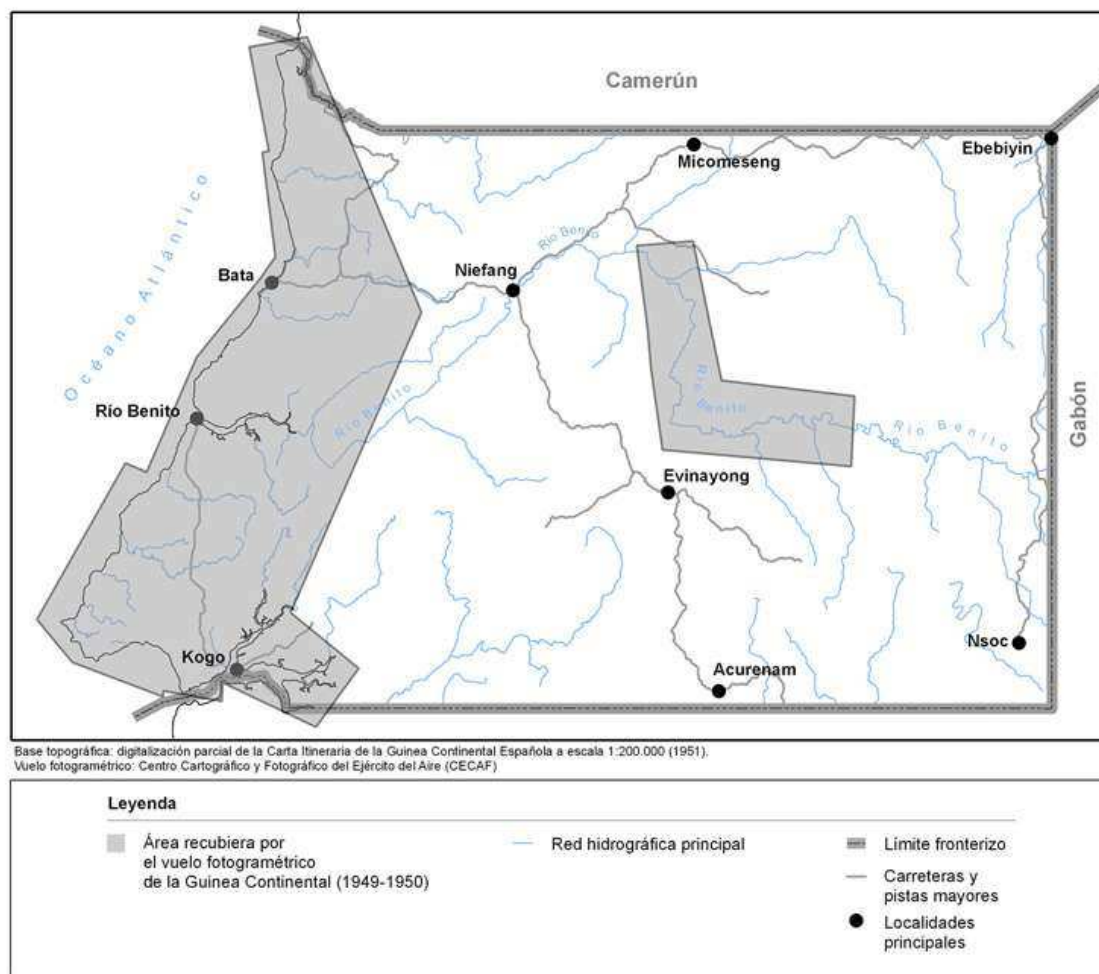 Camerún
Ebebiyin
Micomeseng
Océano Atlántico
Río Benito
Niefang
Bata
Río Benito
Río Benito
Río Benito
Río Benito
Gabón
Evinayong
Nsoc
Kogo
Acurenam
Base topográfica: digitalización parcial de la Carta Itineraria de la Guinea Continental Española a escala 1:200.000 (1951).
Vuelo fotogramétrico: Centro Cartográfico y Fotográfico del Ejército del Aire (CECAF)
Leyenda
Área recubiera por
el vuelo fotogramétrico
de la Guinea Continental (1949-1950)
Red hidrográfica principal
Límite fronterizo
Carreteras y
pistas mayores
Localidades
principales